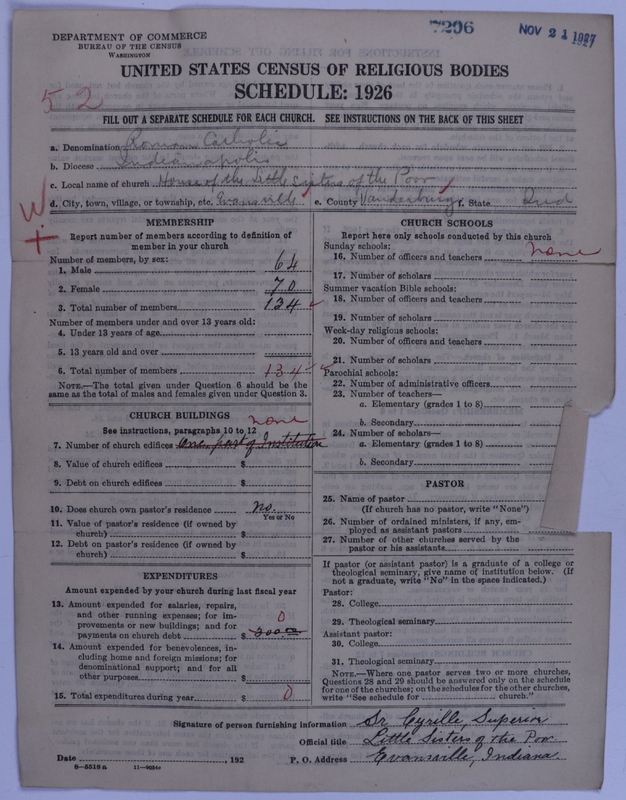 7296
NOV 21 1927
1927
DEPARTMENT OF COMMERCE
BUREAU OF THE CENSUS
WASHINGTON
UNITED STATES CENSUS OF RELIGIOUS BODIES
SCHEDULE: 1926
52
FILL OUT A SEPARATE SCHEDULE FOR EACH CHURCH. SEE INSTRUCTIONS ON THE BACK OF THIS SHEET
a. Denomination Roman Catholic
b. Diocese Indianapolis
c. Local name of church House of the Little Sisters of the Poor
d. City, town, village, or township, etc. Evansville e. County Vanderburg f. State Ind
W
+
MEMBERSHIP
Report number of members according to definition of member in your church
Number of members, by sex:
1. Male 64
2. Female 70
3. Total number of members 134
Number of members under and over 13 years old:
4. Under 13 years of age
5. 13 years old and over
6. Total number of members 134
NOTE.—The total given under Question 6 should be the same as the total of males and females given under Question 3.
CHURCH BUILDINGS
See instructions, paragraphs 10 to 12
none
7. Number of church edifices one, part of Institution
8. Value of church edifices $
9. Debt on church edifices $
10. Does church own pastor's residence No.
Yes or No
11. Value of pastor's residence (if owned by
church) $
12. Debt on pastor's residence (if owned by
church) $
EXPENDITURES
Amount expended by your church during last fiscal year
13. Amount expended for salaries, repairs,
and other running expenses; for im-
provements or new buildings; and for 0
payments on church debt $ 200.00
14. Amount expended for benevolences, in-
cluding home and foreign missions; for
denominational support; and for all
other purposes $
15. Total expenditures during year $ 0
CHURCH SCHOOLS
Report here only schools conducted by this church
Sunday schools:
16. Number of officers and teachers none
17. Number of scholars
Summer vacation Bible schools:
18. Number of officers and teachers
19. Number of scholars
Week-day religious schools:
20. Number of officers and teachers
21. Number of scholars
Parochial schools:
22. Number of administrative officers
23. Number of teachers—
a. Elementary (grades 1 to 8)
b. Secondary
24. Number of scholars—
a. Elementary (grades 1 to 8)
b. Secondary
PASTOR
25. Name of pastor
(If church has no pastor, write "None")
26. Number of ordained ministers, if any, em-
ployed as assistant pastors
27. Number of other churches served by the
pastor or his assistants
If pastor (or assistant pastor) is a graduate of a college or
theological seminary, give name of institution below. (If
not a graduate, write "No" in the space indicated.)
Pastor:
28. College
29. Theological seminary
Assistant pastor:
30. College
31. Theological seminary
NOTE.—Where one pastor serves two or more churches,
Questions 28 and 29 should be answered only on the schedule
for one of the churches; on the schedules for the other churches,
write "See schedule for church."
Signature of person furnishing information Sr Cyrille, Superior
Official title Little Sisters of the Poor
Date , 192 P. O. Address Evansville, Indiana.
8—5518a 11—9034